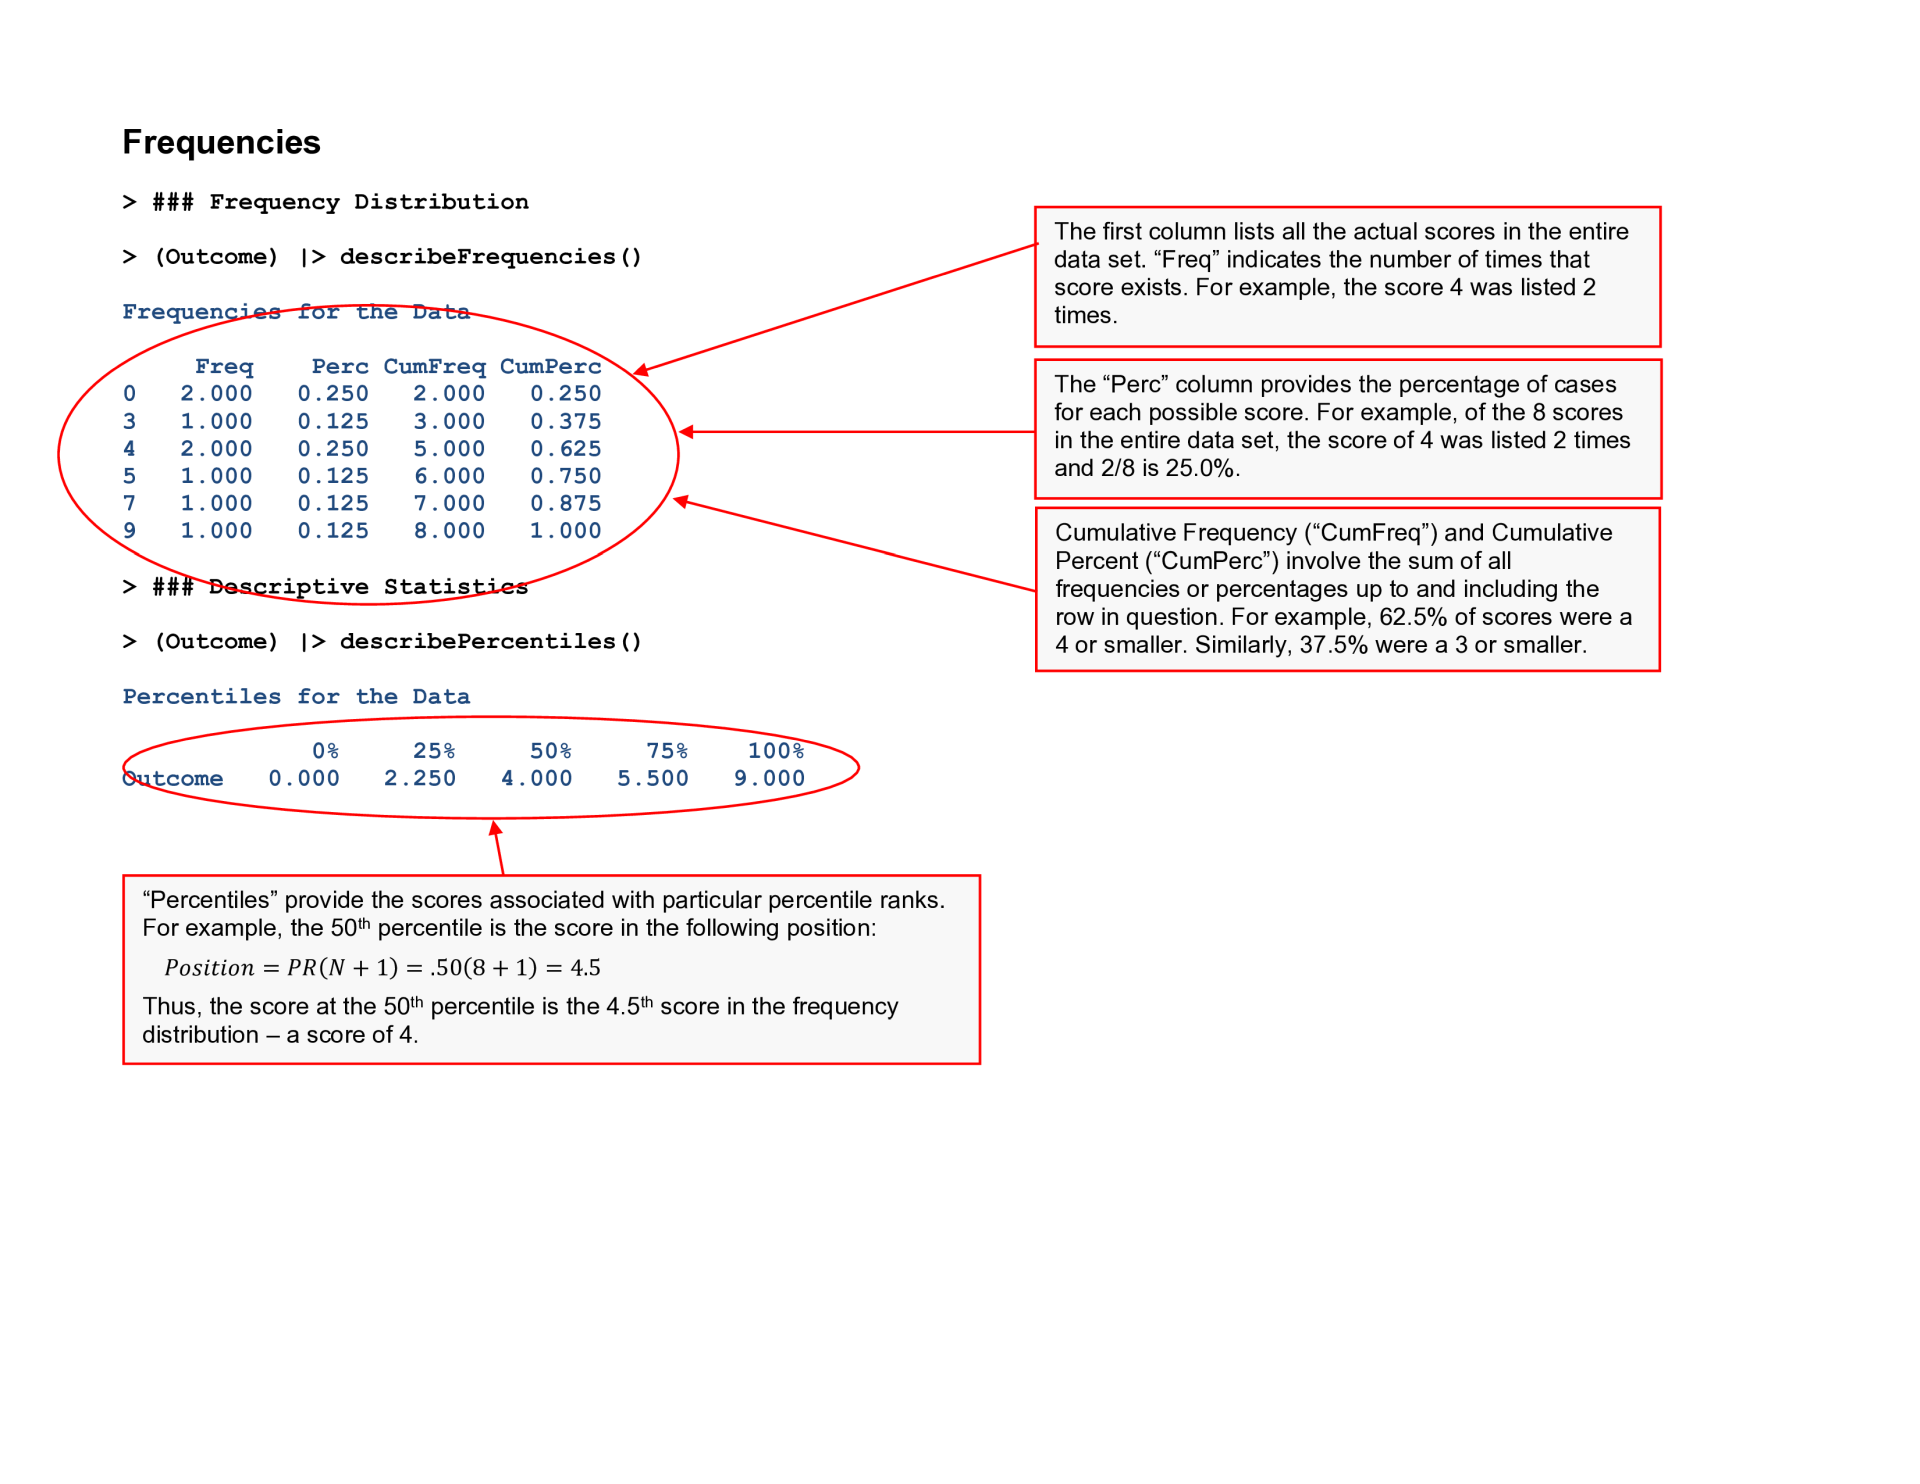 Frequencies
> ### Frequency Distribution
> (Outcome) |> describeFrequencies()
Frequencies for the Data
Freq Perc CumFreq CumPerc
0 2.000 0.250 2.000 0.250
3 1.000 0.125 3.000 0.375
4 2.000 0.250 5.000 0.625
5 1.000 0.125 6.000 0.750
7 1.000 0.125 7.000 0.875
9 1.000 0.125 8.000 1.000
> ### Descriptive Statistics
> (Outcome) |> describePercentiles()
Percentiles for the Data
0% 25% 50% 75% 100%
Outcome 0.000 2.250 4.000 5.500 9.000
The first column lists all the actual scores in the entire
data set. “Freq” indicates the number of times that
score exists. For example, the score 4 was listed 2
times.
The “Perc” column provides the percentage of cases
for each possible score. For example, of the 8 scores
in the entire data set, the score of 4 was listed 2 times
and 2/8 is 25.0%.
Cumulative Frequency (“CumFreq”) and Cumulative
Percent (“CumPerc”) involve the sum of all
frequencies or percentages up to and including the
row in question. For example, 62.5% of scores were a
4 or smaller. Similarly, 37.5% were a 3 or smaller.
“Percentiles” provide the scores associated with particular percentile ranks.
For example, the 50th percentile is the score in the following position:
Position = PR(N + 1) = .50(8 + 1) = 4.5
Thus, the score at the 50th percentile is the 4.5th score in the frequency
distribution – a score of 4.